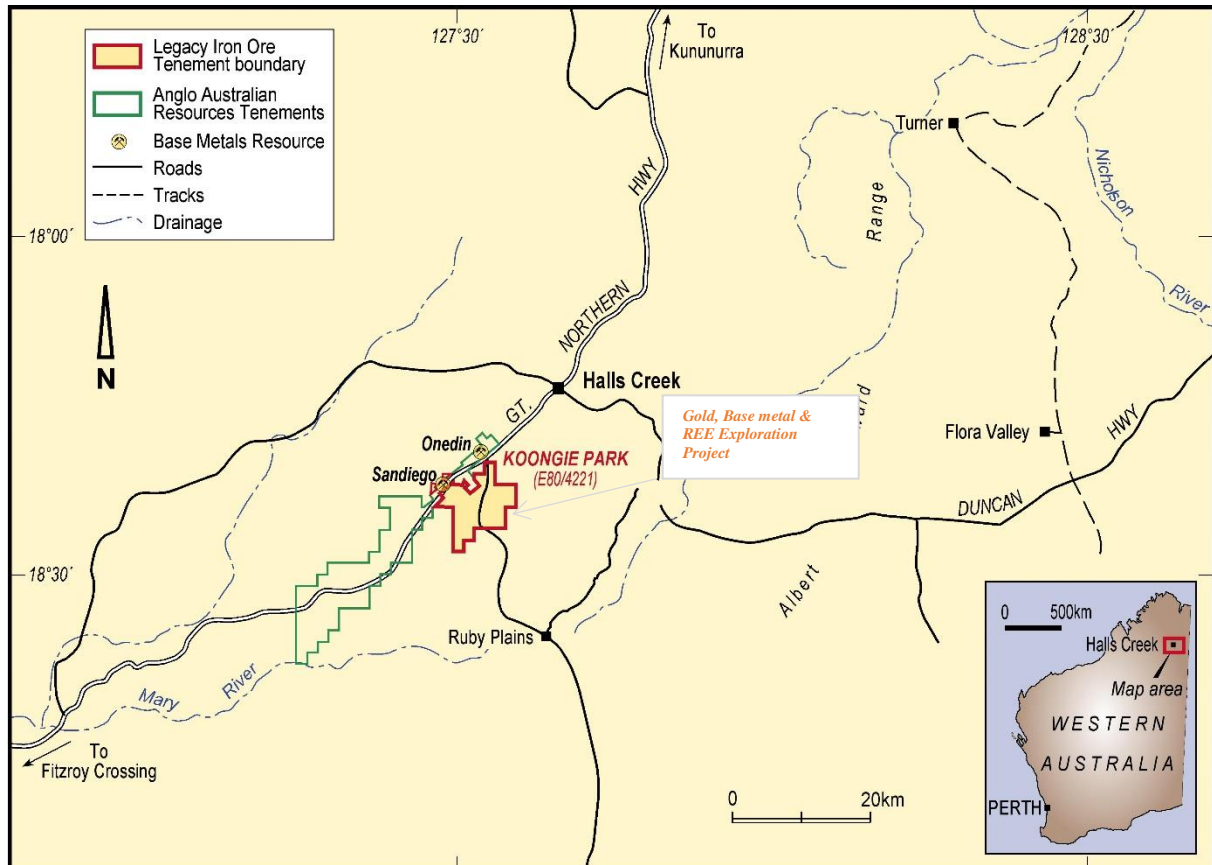 127°30´
128°30´
Legacy Iron Ore
Tenement boundary
Anglo Australian
Resources Tenements
Base Metals Resource
Roads
Tracks
Drainage
To
Kununurra
HWY
NORTHERN
GT.
Turner
Nicholson
River
Range
18°00´
N
Halls Creek
Gold, Base metal &
REE Exploration
Project
ard
Onedin
Sandiego
KOONGIE PARK
(E80/4221)
Flora Valley
HWY
DUNCAN
18°30´
Albert
Ruby Plains
Mary
River
To
Fitzroy Crossing
0 20km
0 500km
Halls Creek
Map area
WESTERN
AUSTRALIA
PERTH